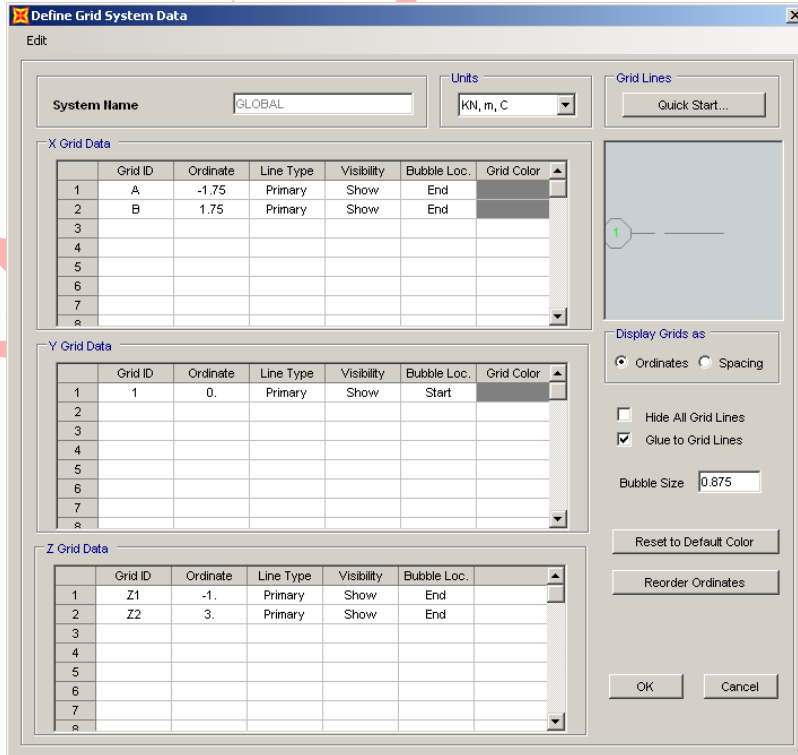 Define Grid System Data
Edit
System Name GLOBAL
Units
KN, m, C
Grid Lines
Quick Start...
X Grid Data
Grid ID Ordinate Line Type Visibility Bubble Loc. Grid Color
1 A -1.75 Primary Show End
2 B 1.75 Primary Show End
3
4
5
6
7
8
1
Y Grid Data
Grid ID Ordinate Line Type Visibility Bubble Loc. Grid Color
1 1 0. Primary Show Start
2
3
4
5
6
7
8
Display Grids as
Ordinates Spacing
Hide All Grid Lines
Glue to Grid Lines
Bubble Size 0.875
Z Grid Data
Grid ID Ordinate Line Type Visibility Bubble Loc.
1 Z1 -1. Primary Show End
2 Z2 3. Primary Show End
3
4
5
6
7
8
Reset to Default Color
Reorder Ordinates
OK Cancel